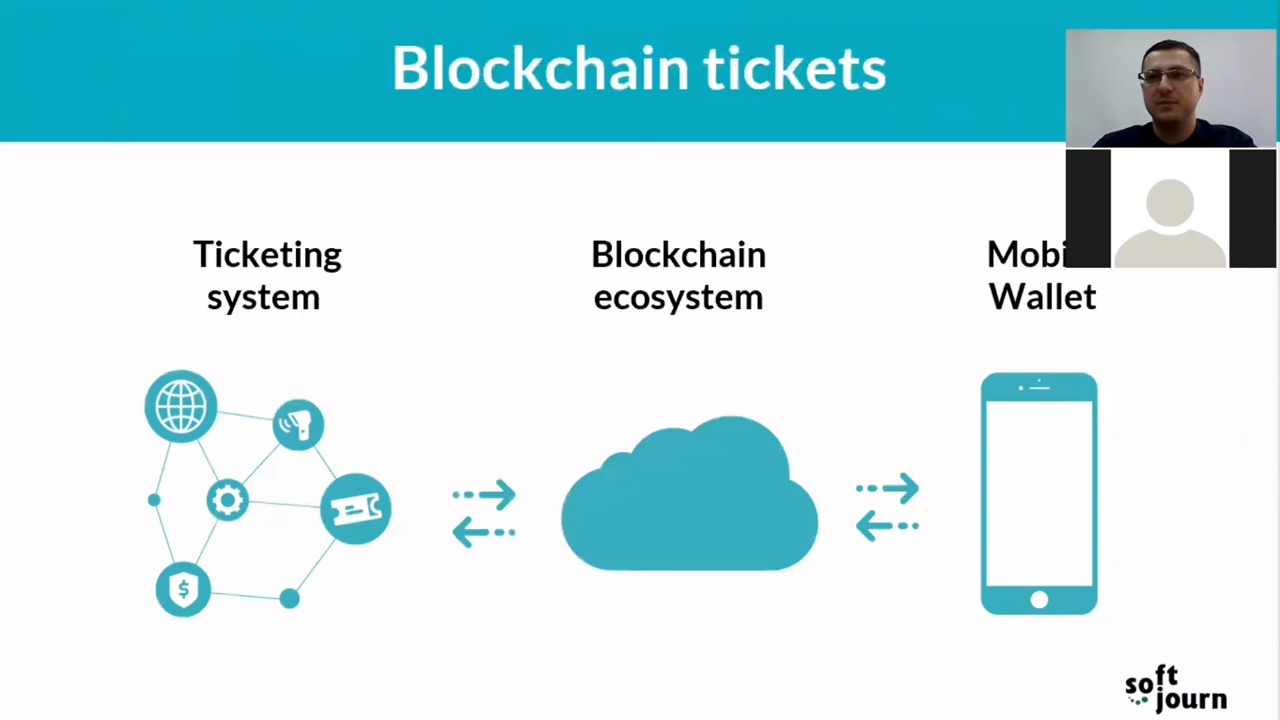 Blockchain tickets
Ticketing
system
Blockchain
ecosystem
Mobi
Wallet
$
soft
journ